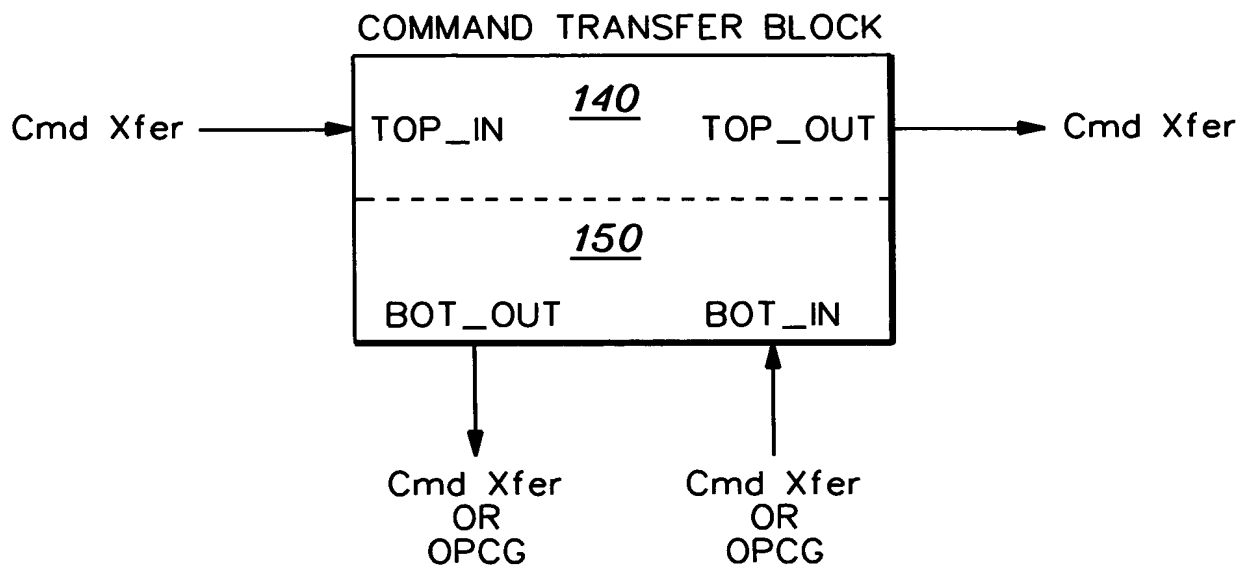 COMMAND TRANSFER BLOCK
140
Cmd Xfer TOP_IN TOP_OUT Cmd Xfer
150
BOT_OUT BOT_IN
Cmd Xfer Cmd Xfer
OR OR
OPCG OPCG